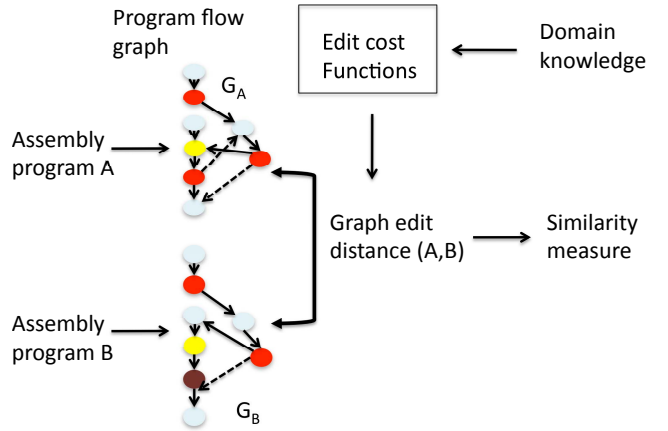 Program flow
graph
G_A
Edit cost
Functions
Domain
knowledge
Assembly
program A
Graph edit
distance (A,B)
Similarity
measure
Assembly
program B
G_B